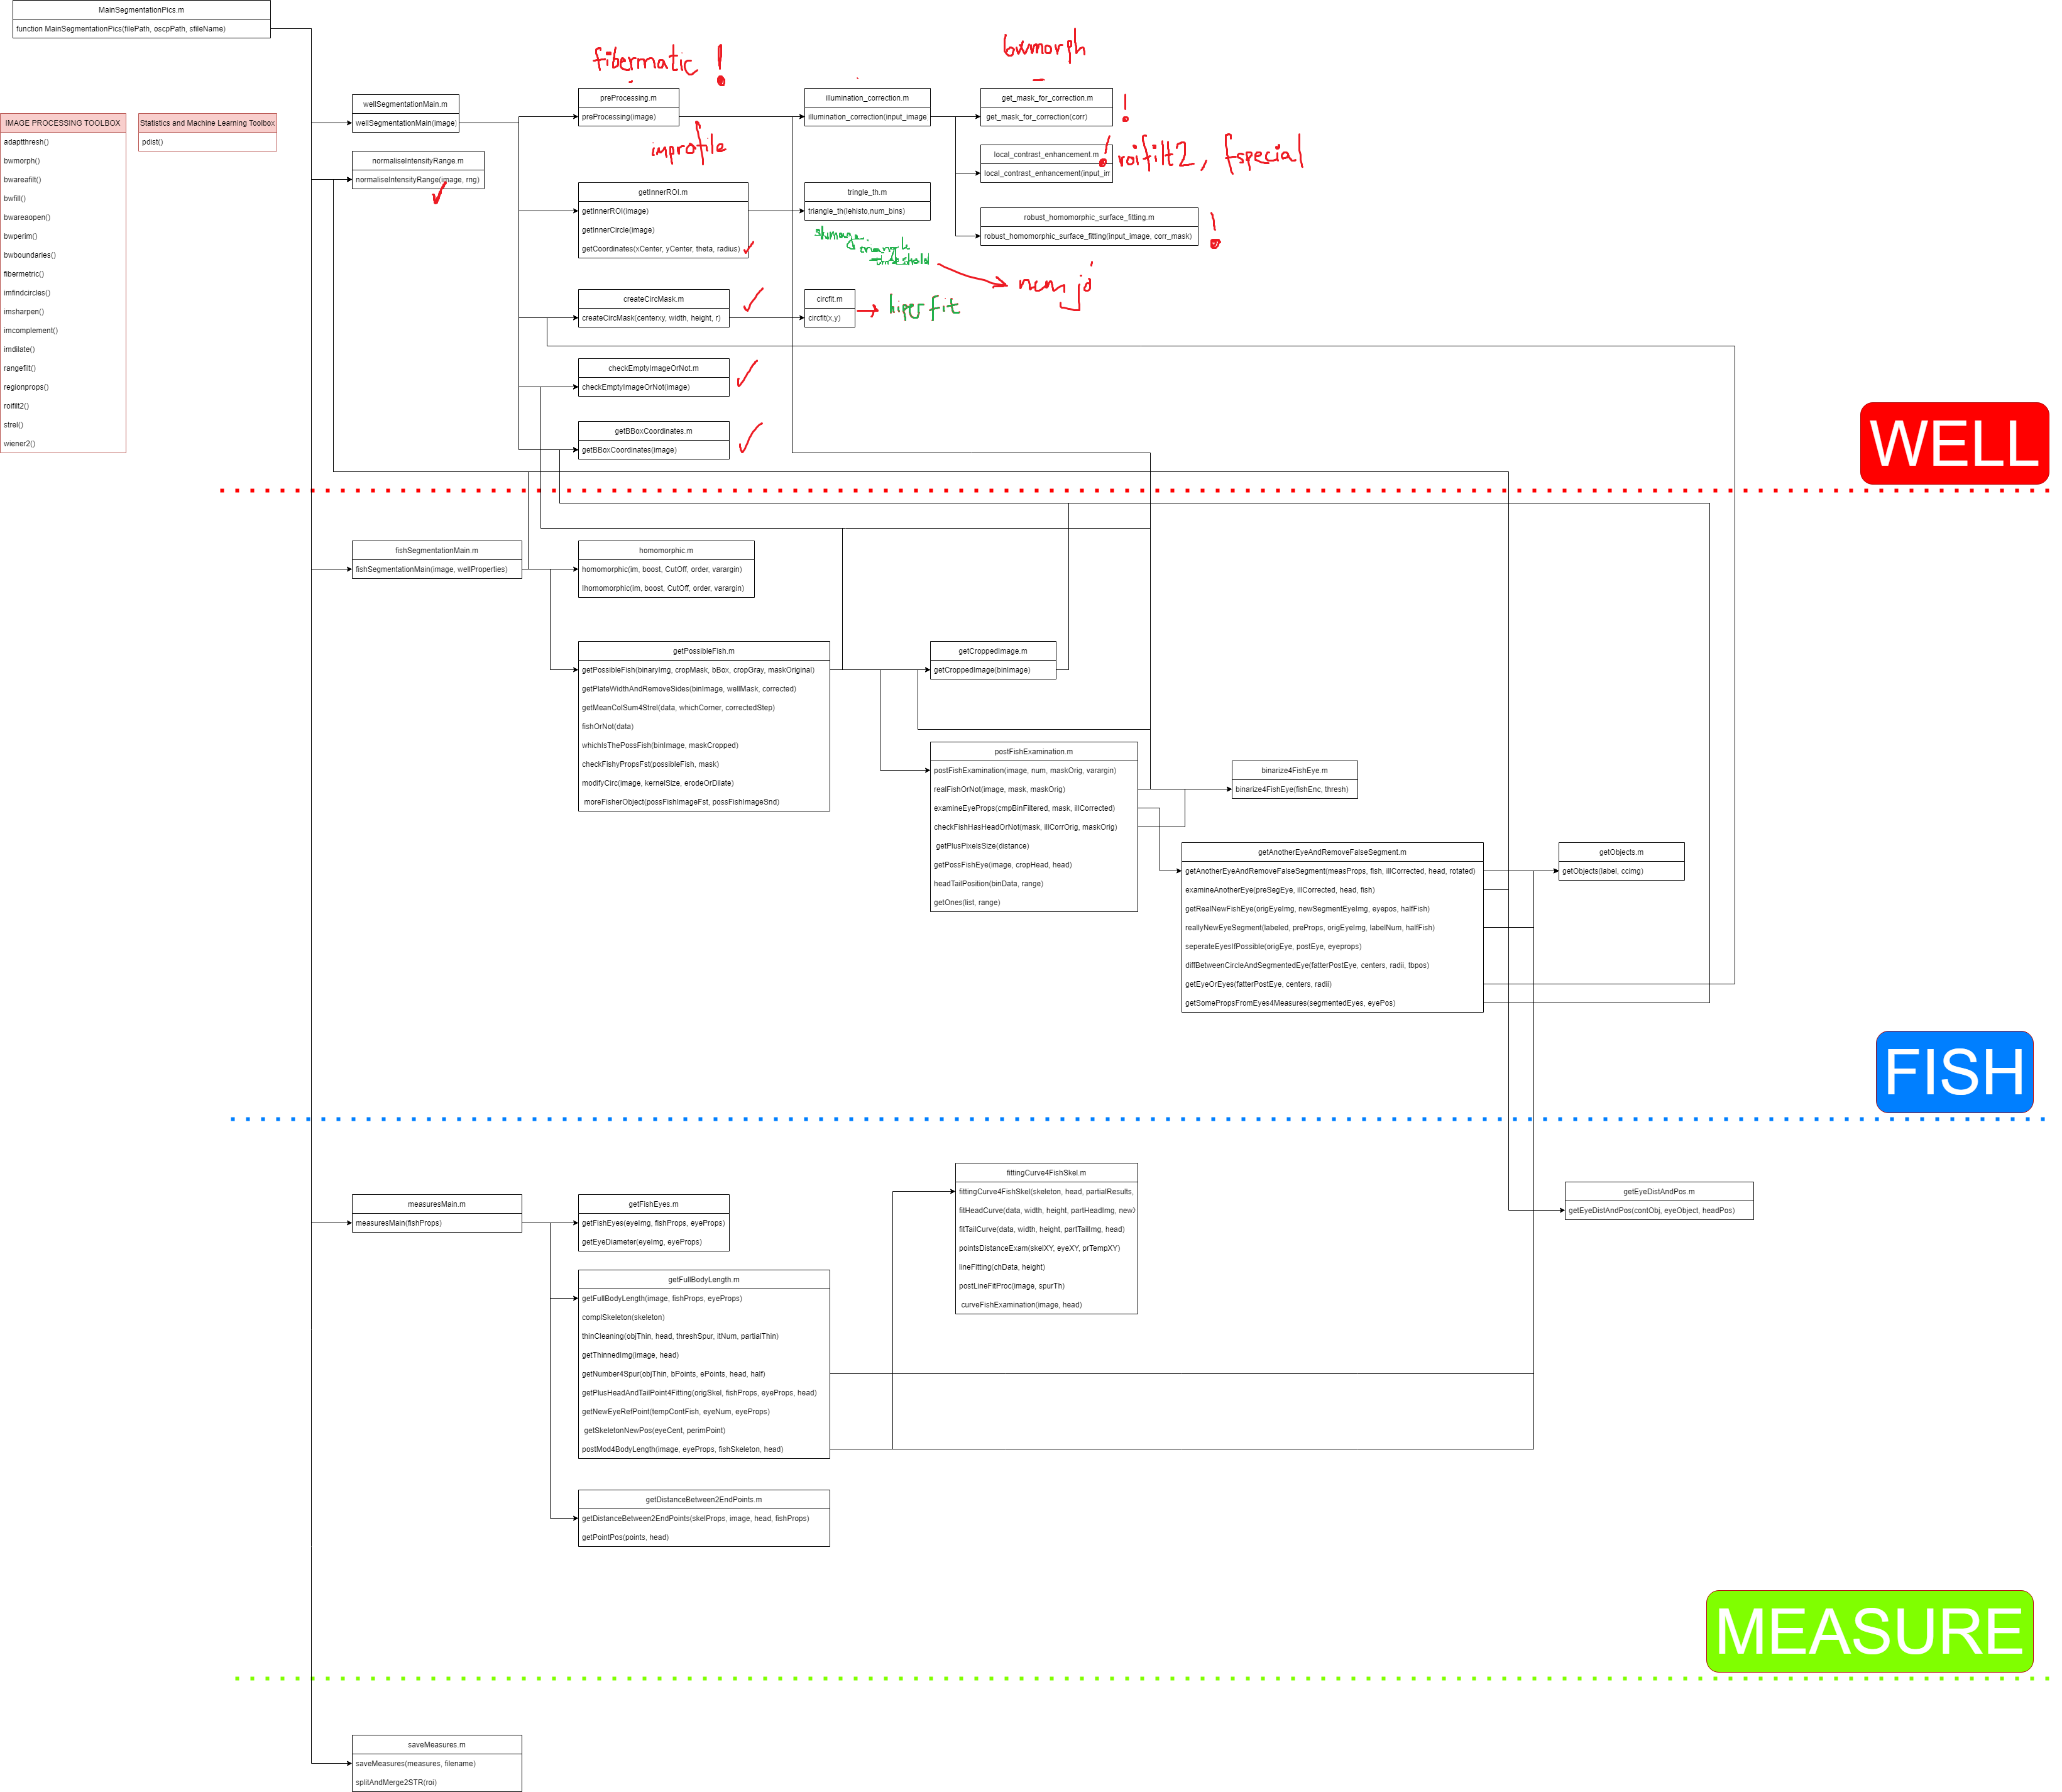 MainSegmentationPics.m
function MainSegmentationPics(filePath, oscpPath, sfileName)
IMAGE PROCESSING TOOLBOX
adaptthresh()
bwmorph()
bwareafilt()
bwfill()
bwareaopen()
bwperim()
bwboundaries()
fibermetric()
imfindcircles()
imsharpen()
imcomplement()
imdilate()
rangefilt()
regionprops()
roifilt2()
strel()
wiener2()
Statistics and Machine Learning Toolbox
pdist()
wellSegmentationMain.m
wellSegmentationMain(image)
normaliseIntensityRange.m
normaliseIntensityRange(image, rng)
✓
fibermatic !
preProcessing.m
preProcessing(image)
improfile
getInnerROI.m
getInnerROI(image)
getInnerCircle(image)
getCoordinates(xCenter, yCenter, theta, radius) ✓
createCircMask.m ✓
createCircMask(centerxy, width, height, r)
checkEmptyImageOrNot.m ✓
checkEmptyImageOrNot(image)
getBBoxCoordinates.m ✓
getBBoxCoordinates(image)
illumination_correction.m
illumination_correction(input_image
tringle_th.m
triangle_th(lehisto,num_bins)
threshold
nem jó
circfit.m
circfit(x,y)
hiper fit
bwmorph
get_mask_for_correction.m !
get_mask_for_correction(corr)
local_contrast_enhancement.m !
local_contrast_enhancement(input_im
roifilt2, fspecial
robust_homomorphic_surface_fitting.m !
robust_homomorphic_surface_fitting(input_image, corr_mask)
WELL
fishSegmentationMain.m
fishSegmentationMain(image, wellProperties)
homomorphic.m
homomorphic(im, boost, CutOff, order, varargin)
Ihomomorphic(im, boost, CutOff, order, varargin)
getPossibleFish.m
getPossibleFish(binaryImg, cropMask, bBox, cropGray, maskOriginal)
getPlateWidthAndRemoveSides(binImage, wellMask, corrected)
getMeanColSum4Strel(data, whichCorner, correctedStep)
fishOrNot(data)
whichIsThePossFish(binImage, maskCropped)
checkFishyPropsFst(possibleFish, mask)
modifyCirc(image, kernelSize, erodeOrDilate)
moreFisherObject(possFishImageFst, possFishImageSnd)
getCroppedImage.m
getCroppedImage(binImage)
postFishExamination.m
postFishExamination(image, num, maskOrig, varargin)
realFishOrNot(image, mask, maskOrig)
examineEyeProps(cmpBinFiltered, mask, illCorrected)
checkFishHasHeadOrNot(mask, illCorrOrig, maskOrig)
getPlusPixelsSize(distance)
getPossFishEye(image, cropHead, head)
headTailPosition(binData, range)
getOnes(list, range)
binarize4FishEye.m
binarize4FishEye(fishEnc, thresh)
getAnotherEyeAndRemoveFalseSegment.m
getAnotherEyeAndRemoveFalseSegment(measProps, fish, illCorrected, head, rotated)
examineAnotherEye(preSegEye, illCorrected, head, fish)
getRealNewFishEye(origEyeImg, newSegmentEyeImg, eyepos, halfFish)
reallyNewEyeSegment(labeled, preProps, origEyeImg, labelNum, halfFish)
seperateEyesIfPossible(origEye, postEye, eyeprops)
diffBetweenCircleAndSegmentedEye(fatterPostEye, centers, radii, tbpos)
getEyeOrEyes(fatterPostEye, centers, radii)
getSomePropsFromEyes4Measures(segmentedEyes, eyePos)
getObjects.m
getObjects(label, ccimg)
FISH
measuresMain.m
measuresMain(fishProps)
getFishEyes.m
getFishEyes(eyeImg, fishProps, eyeProps)
getEyeDiameter(eyeImg, eyeProps)
getFullBodyLength.m
getFullBodyLength(image, fishProps, eyeProps)
complSkeleton(skeleton)
thinCleaning(objThin, head, threshSpur, itNum, partialThin)
getThinnedImg(image, head)
getNumber4Spur(objThin, bPoints, ePoints, head, half)
getPlusHeadAndTailPoint4Fitting(origSkel, fishProps, eyeProps, head)
getNewEyeRefPoint(tempContFish, eyeNum, eyeProps)
getSkeletonNewPos(eyeCent, perimPoint)
postMod4BodyLength(image, eyeProps, fishSkeleton, head)
getDistanceBetween2EndPoints.m
getDistanceBetween2EndPoints(skelProps, image, head, fishProps)
getPointPos(points, head)
fittingCurve4FishSkel.m
fittingCurve4FishSkel(skeleton, head, partialResults,
fitHeadCurve(data, width, height, partHeadImg, newX
fitTailCurve(data, width, height, partTailImg, head)
pointsDistanceExam(skelXY, eyeXY, prTempXY)
lineFitting(chData, height)
postLineFitProc(image, spurTh)
curveFishExamination(image, head)
getEyeDistAndPos.m
getEyeDistAndPos(contObj, eyeObject, headPos)
MEASURE
saveMeasures.m
saveMeasures(measures, filename)
splitAndMerge2STR(roi)